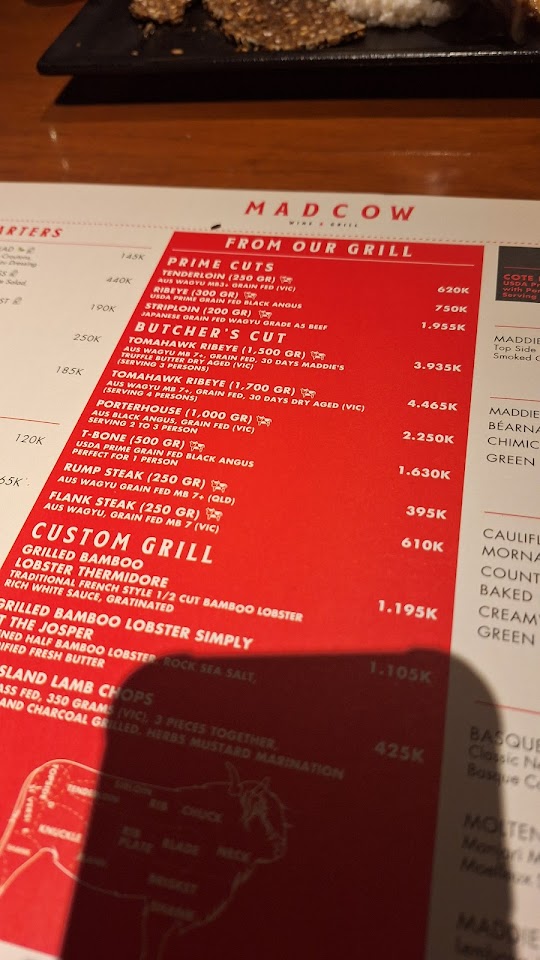 MADCOW
WINE & GRILL
FROM OUR GRILL
PRIME CUTS
TENDERLOIN (250 GR)
AUS WAGYU MB3+ GRAIN FED (VIC)
620K
RIBEYE (300 GR)
USDA PRIME GRAIN FED BLACK ANGUS
750K
STRIPLOIN (200 GR)
JAPANESE GRAIN FED WAGYU GRADE A5 BEEF
1.955K
BUTCHER'S CUT
TOMAHAWK RIBEYE (1,500 GR)
AUS WAGYU MB 7+, GRAIN FED, 30 DAYS MADDIE'S
TRUFFLE BUTTER DRY AGED (VIC)
(SERVING 3 PERSONS)
3.935K
TOMAHAWK RIBEYE (1,700 GR)
AUS WAGYU MB 7+, GRAIN FED, 30 DRY AGED (VIC)
(SERVING 4 PERSONS)
4.465K
PORTERHOUSE (1,000 GR)
AUS BLACK ANGUS, GRAIN FED (VIC)
SERVING 2 TO 3 PERSON
2.250K
T-BONE (500 GR)
USDA PRIME GRAIN FED BLACK ANGUS
PERFECT FOR 1 PERSON
1.630K
RUMP STEAK (250 GR)
AUS WAGYU GRAIN FED MB 7+ (QLD)
395K
FLANK STEAK (250 GR)
AUS WAGYU, GRAIN FED MB 7 (VIC)
610K
CUSTOM GRILL
GRILLED BAMBOO
LOBSTER THERMIDORE
TRADITIONAL FRENCH STYLE 1/2 CUT BAMBOO LOBSTER
RICH WHITE SAUCE, GRATINATED
1.195K
GRILLED BAMBOO LOBSTER SIMPLY
T THE JOSPER
NED HALF BAMBOO LOBSTER, ROCK SEA SALT,
IFIED FRESH BUTTER
1.105K
SLAND LAMB CHOPS
ASS FED, 350 GRAMS (VIC), 3 PIECES TOGETHER,
AND CHARCOAL GRILLED, HERBS MUSTARD MARINATION
425K
TENDERLOIN
SIRLOIN
RIB
CHUCK
KNUCKLE
RIB
PLATE
BLADE
NECK
BRISKET
ARTERS
145K
440K
190K
250K
185K
120K
65K
COTE
USDA Pri
Serving
MADDIE
Top Side
Smoked
MADDIE
BÉARNA
CHIMIC
GREEN
CAULIFL
MORNA
COUNT
BAKED
CREAMY
GREEN
BASQUE
Classic Ne
Basque C
MOLTEN
MADDIE